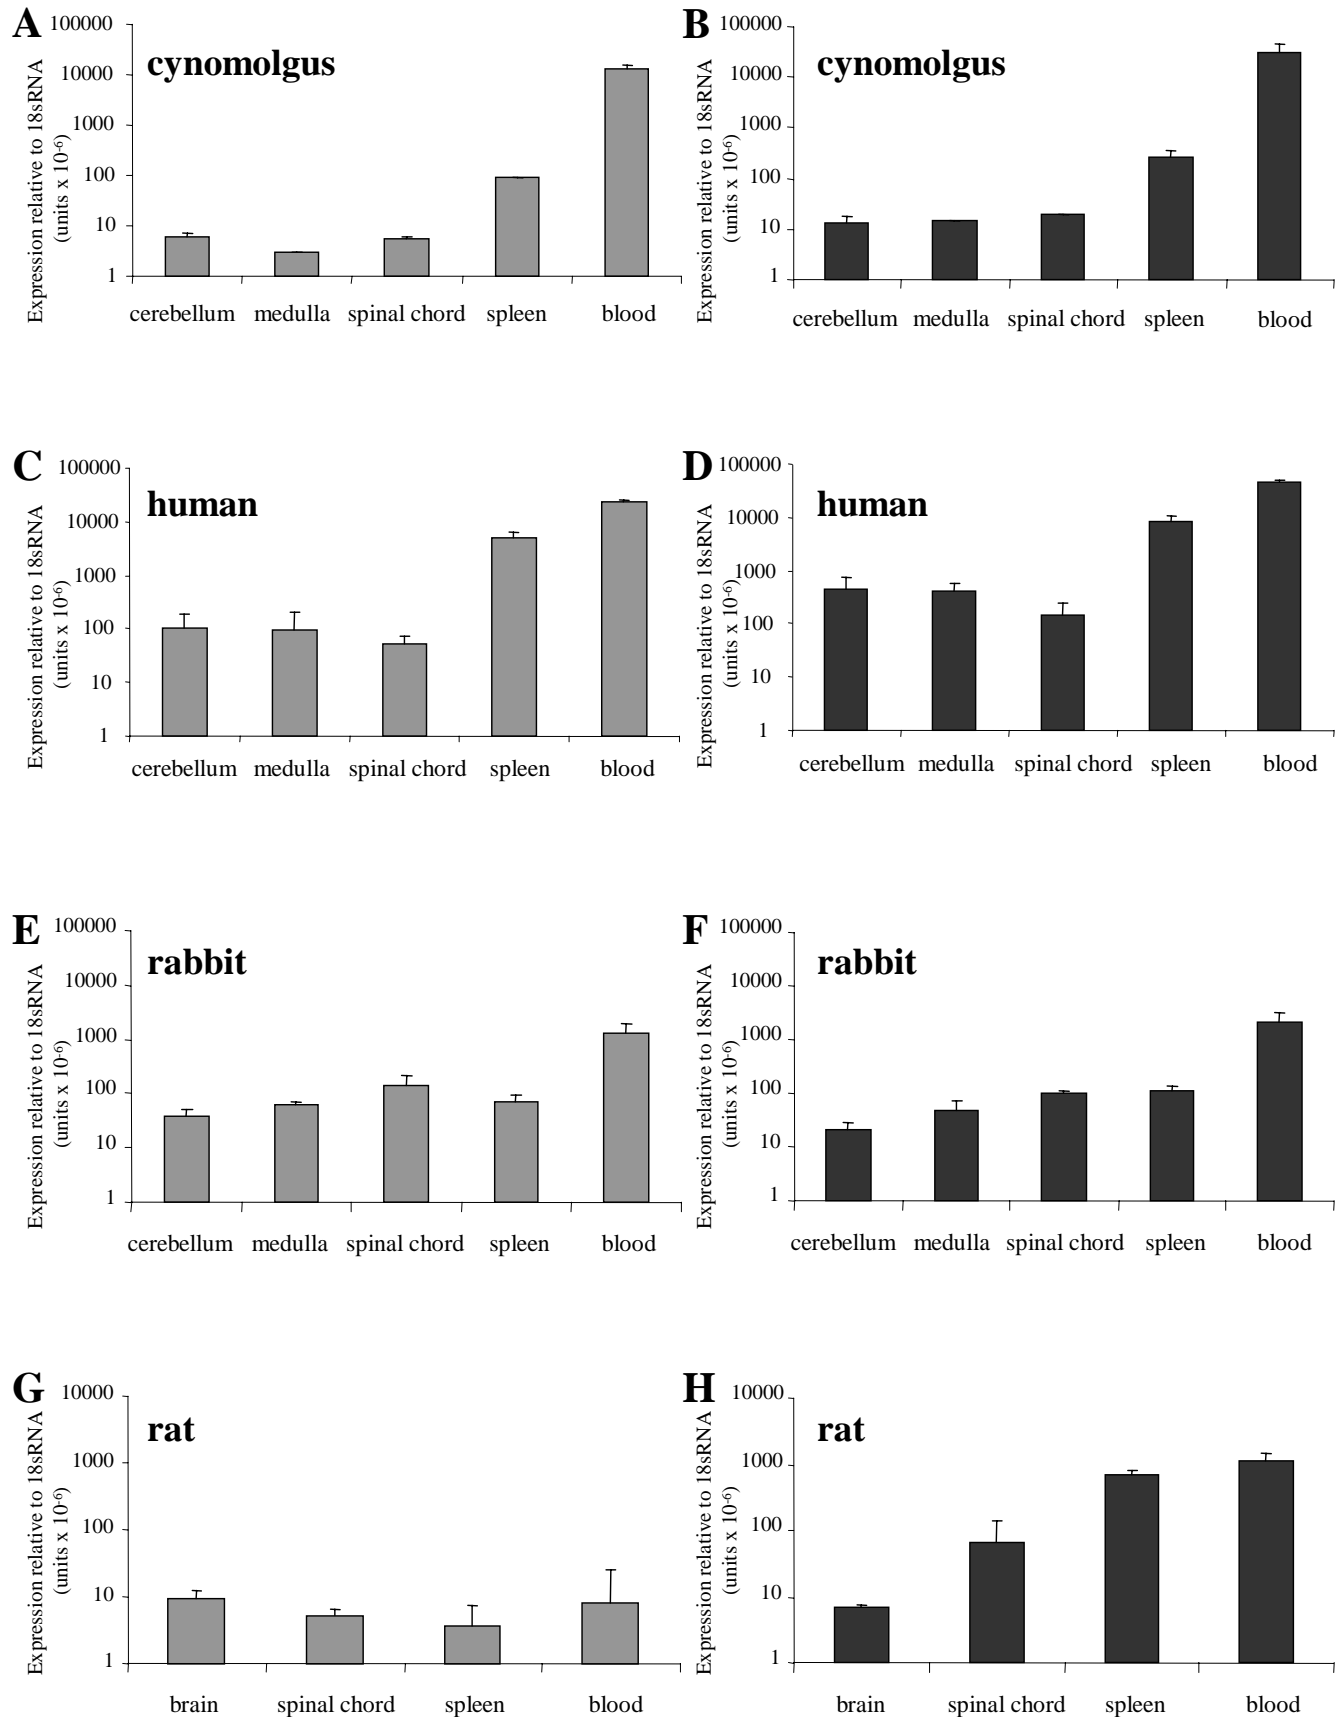 A
cynomolgus
Expression relative to 18sRNA
(units x 10-6)
100000
10000
1000
100
10
1
cerebellum medulla spinal chord spleen blood
B
cynomolgus
Expression relative to 18sRNA
(units x 10-6)
100000
10000
1000
100
10
1
cerebellum medulla spinal chord spleen blood
C
human
Expression relative to 18sRNA
(units x 10-6)
100000
10000
1000
100
10
1
cerebellum medulla spinal chord spleen blood
D
human
Expression relative to 18sRNA
(units x 10-6)
100000
10000
1000
100
10
1
cerebellum medulla spinal chord spleen blood
E
rabbit
Expression relative to 18sRNA
(units x 10-6)
100000
10000
1000
100
10
1
cerebellum medulla spinal chord spleen blood
F
rabbit
Expression relative to 18sRNA
(units x 10-6)
100000
10000
1000
100
10
1
cerebellum medulla spinal chord spleen blood
G
rat
Expression relative to 18sRNA
(units x 10-6)
10000
1000
100
10
1
brain spinal chord spleen blood
H
rat
Expression relative to 18sRNA
(units x 10-6)
10000
1000
100
10
1
brain spinal chord spleen blood